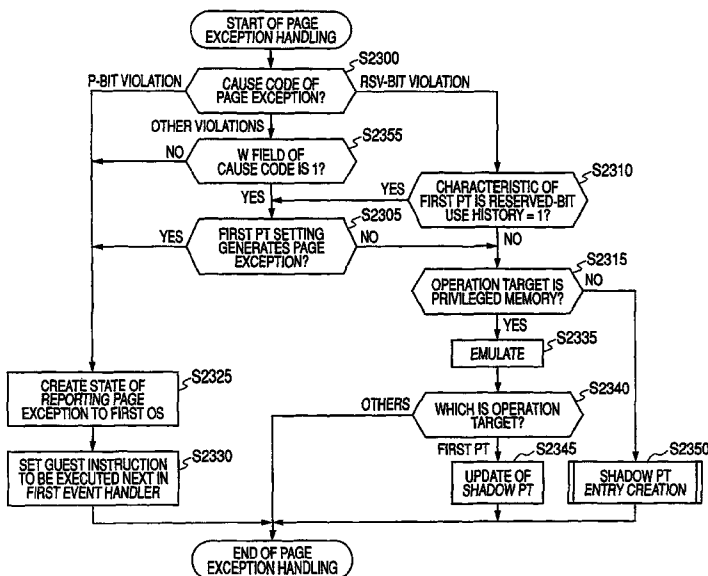 START OF PAGE
EXCEPTION HANDLING
S2300
P-BIT VIOLATION
CAUSE CODE OF
PAGE EXCEPTION?
RSV-BIT VIOLATION
OTHER VIOLATIONS
S2355
NO
W FIELD OF
CAUSE CODE IS 1?
YES
S2310
YES
CHARACTERISTIC OF
FIRST PT IS RESERVED-BIT
USE HISTORY = 1?
S2305
YES
FIRST PT SETTING
GENERATES PAGE
EXCEPTION?
NO
NO
S2315
OPERATION TARGET IS
PRIVILEGED MEMORY?
NO
YES
S2335
EMULATE
S2325
CREATE STATE OF
REPORTING PAGE
EXCEPTION TO FIRST OS
S2340
OTHERS
WHICH IS OPERATION
TARGET?
FIRST PT
S2330
SET GUEST INSTRUCTION
TO BE EXECUTED NEXT IN
FIRST EVENT HANDLER
S2345
UPDATE OF
SHADOW PT
S2350
SHADOW PT
ENTRY CREATION
END OF PAGE
EXCEPTION HANDLING